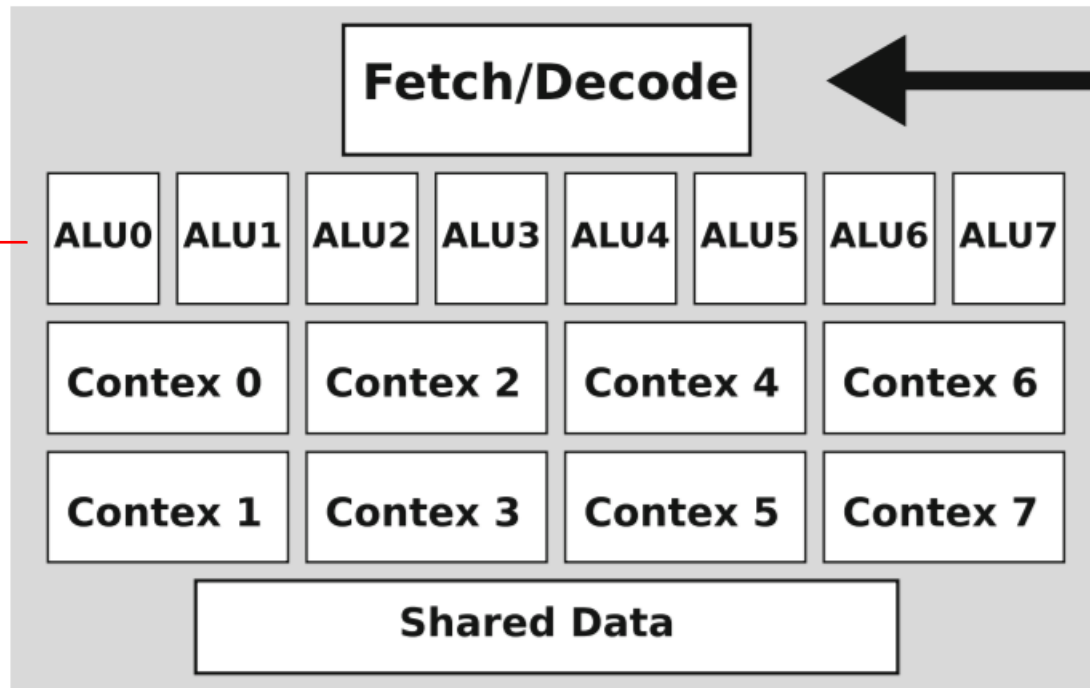 Fetch/Decode
ALU0 ALU1 ALU2 ALU3 ALU4 ALU5 ALU6 ALU7
Contex 0 Contex 2 Contex 4 Contex 6
Contex 1 Contex 3 Contex 5 Contex 7
Shared Data